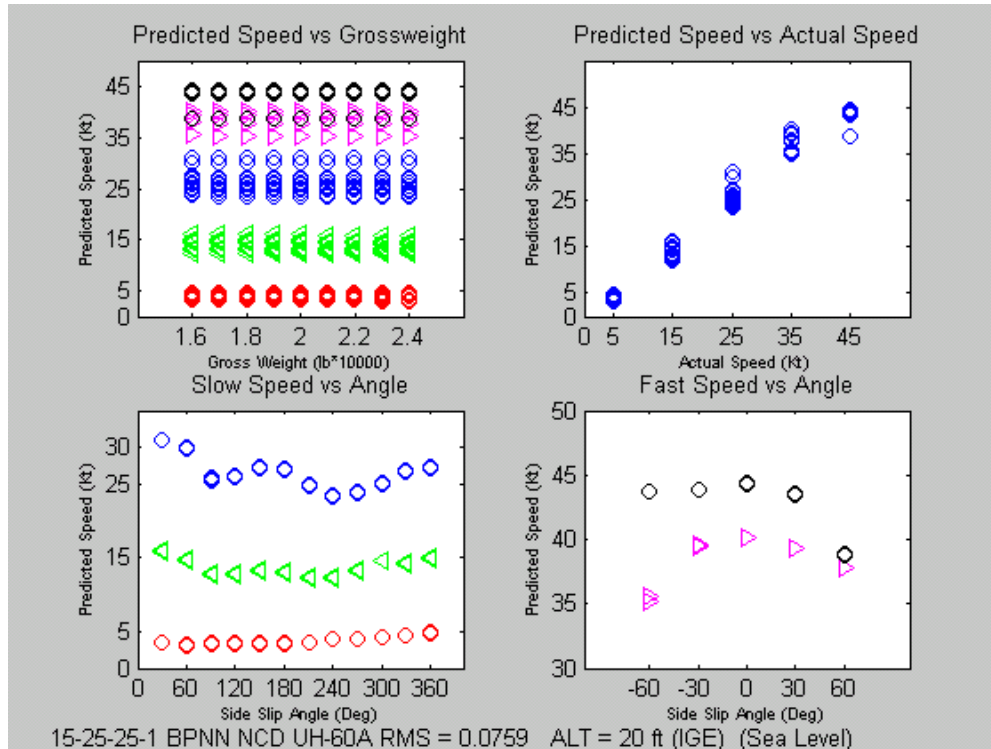 Predicted Speed vs Grossweight
Predicted Speed (Kt)
45
35
25
15
5
0
1.6 1.8 2 2.2 2.4
Gross Weight (lb*10000)
Predicted Speed vs Actual Speed
Predicted Speed (Kt)
45
35
25
15
5
0
0 5 15 25 35 45
Actual Speed (Kt)
Slow Speed vs Angle
Predicted Speed (Kt)
30
25
15
5
0
0 60 120 180 240 300 360
Side Slip Angle (Deg)
Fast Speed vs Angle
Predicted Speed (Kt)
50
45
40
35
30
-60 -30 0 30 60
Side Slip Angle (Deg)
15-25-25-1 BPNN NCD UH-60A RMS = 0.0759 ALT = 20 ft (IGE) (Sea Level)